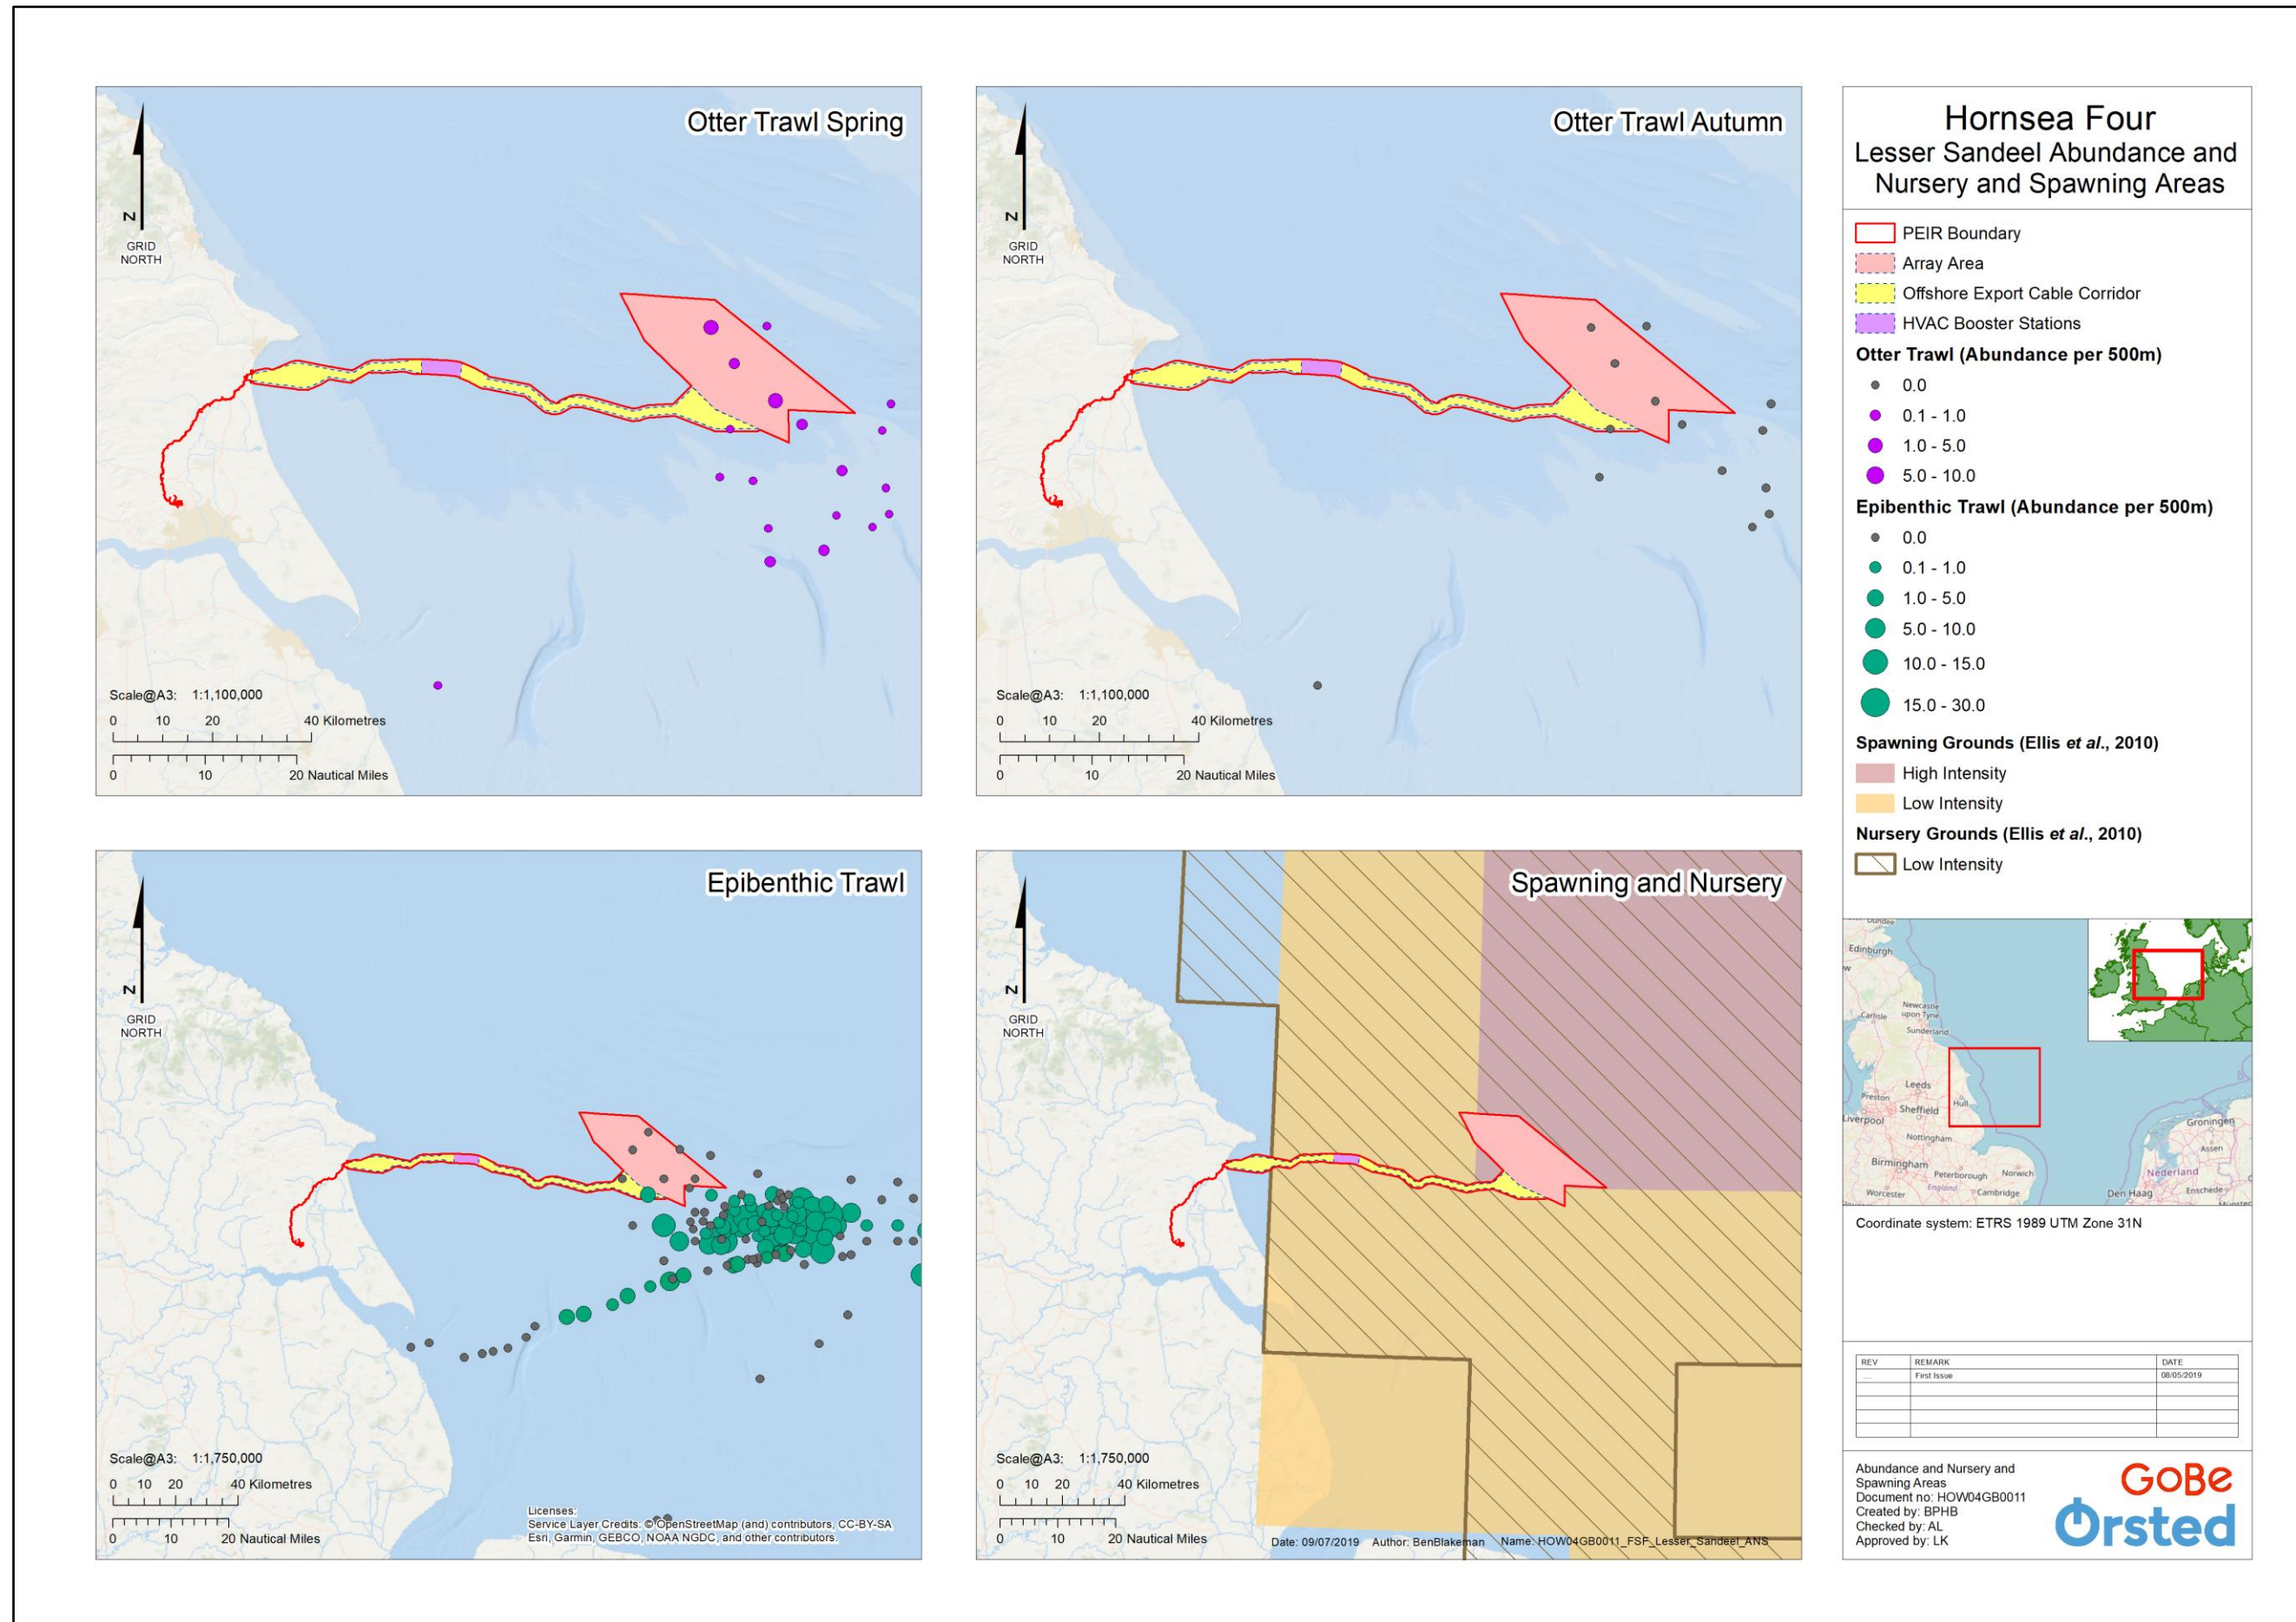 Otter Trawl Spring
N
GRID
NORTH
Scale@A3: 1:1,100,000
0 10 20 40 Kilometres
0 10 20 Nautical Miles
Otter Trawl Autumn
N
GRID
NORTH
Scale@A3: 1:1,100,000
0 10 20 40 Kilometres
0 10 20 Nautical Miles
Epibenthic Trawl
N
GRID
NORTH
Scale@A3: 1:1,750,000
0 10 20 40 Kilometres
0 10 20 Nautical Miles
Licenses:
Service Layer Credits: © OpenStreetMap (and) contributors, CC-BY-SA
Esri, Garmin, GEBCO, NOAA NGDC, and other contributors.
Spawning and Nursery
N
GRID
NORTH
Scale@A3: 1:1,750,000
0 10 20 40 Kilometres
0 10 20 Nautical Miles
Date: 09/07/2019 Author: BenBlakeman Name: HOW04GB0011_FSF_Lesser_Sandeel_ANS
Hornsea Four
Lesser Sandeel Abundance and
Nursery and Spawning Areas
PEIR Boundary
Array Area
Offshore Export Cable Corridor
HVAC Booster Stations
Otter Trawl (Abundance per 500m)
0.0
0.1 - 1.0
1.0 - 5.0
5.0 - 10.0
Epibenthic Trawl (Abundance per 500m)
0.0
0.1 - 1.0
1.0 - 5.0
5.0 - 10.0
10.0 - 15.0
15.0 - 30.0
Spawning Grounds (Ellis et al., 2010)
High Intensity
Low Intensity
Nursery Grounds (Ellis et al., 2010)
Low Intensity
Edinburgh
Newcastle
upon Tyne
Carlisle
Sunderland
Leeds
Preston
Hull
Sheffield
Liverpool
Groningen
Nottingham
Assen
Birmingham
Peterborough
Norwich
Nederland
Worcester
England
Cambridge
Den Haag
Enschede
Coordinate system: ETRS 1989 UTM Zone 31N
REV REMARK DATE
First Issue 08/05/2019
Abundance and Nursery and
Spawning Areas
Document no: HOW04GB0011
Created by: BPHB
Checked by: AL
Approved by: LK
GoBe
Orsted